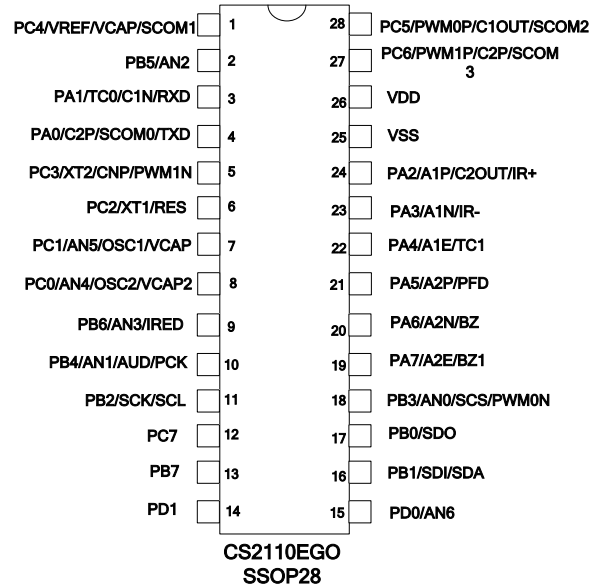 PC4/VREF/VCAP/SCOM1 1 28 PC5/PWM0P/C1OUT/SCOM2
PB5/AN2 2 27 PC6/PWM1P/C2P/SCOM
3
PA1/TC0/C1N/RXD 3 26 VDD
PA0/C2P/SCOM0/TXD 4 25 VSS
PC3/XT2/CNP/PWM1N 5 24 PA2/A1P/C2OUT/IR+
PC2/XT1/RES 6 23 PA3/A1N/IR-
PC1/AN5/OSC1/VCAP 7 22 PA4/A1E/TC1
PC0/AN4/OSC2/VCAP2 8 21 PA5/A2P/PFD
PB6/AN3/IRED 9 20 PA6/A2N/BZ
PB4/AN1/AUD/PCK 10 19 PA7/A2E/BZ1
PB2/SCK/SCL 11 18 PB3/AN0/SCS/PWM0N
PC7 12 17 PB0/SDO
PB7 13 16 PB1/SDI/SDA
PD1 14 15 PD0/AN6
CS2110EGO
SSOP28